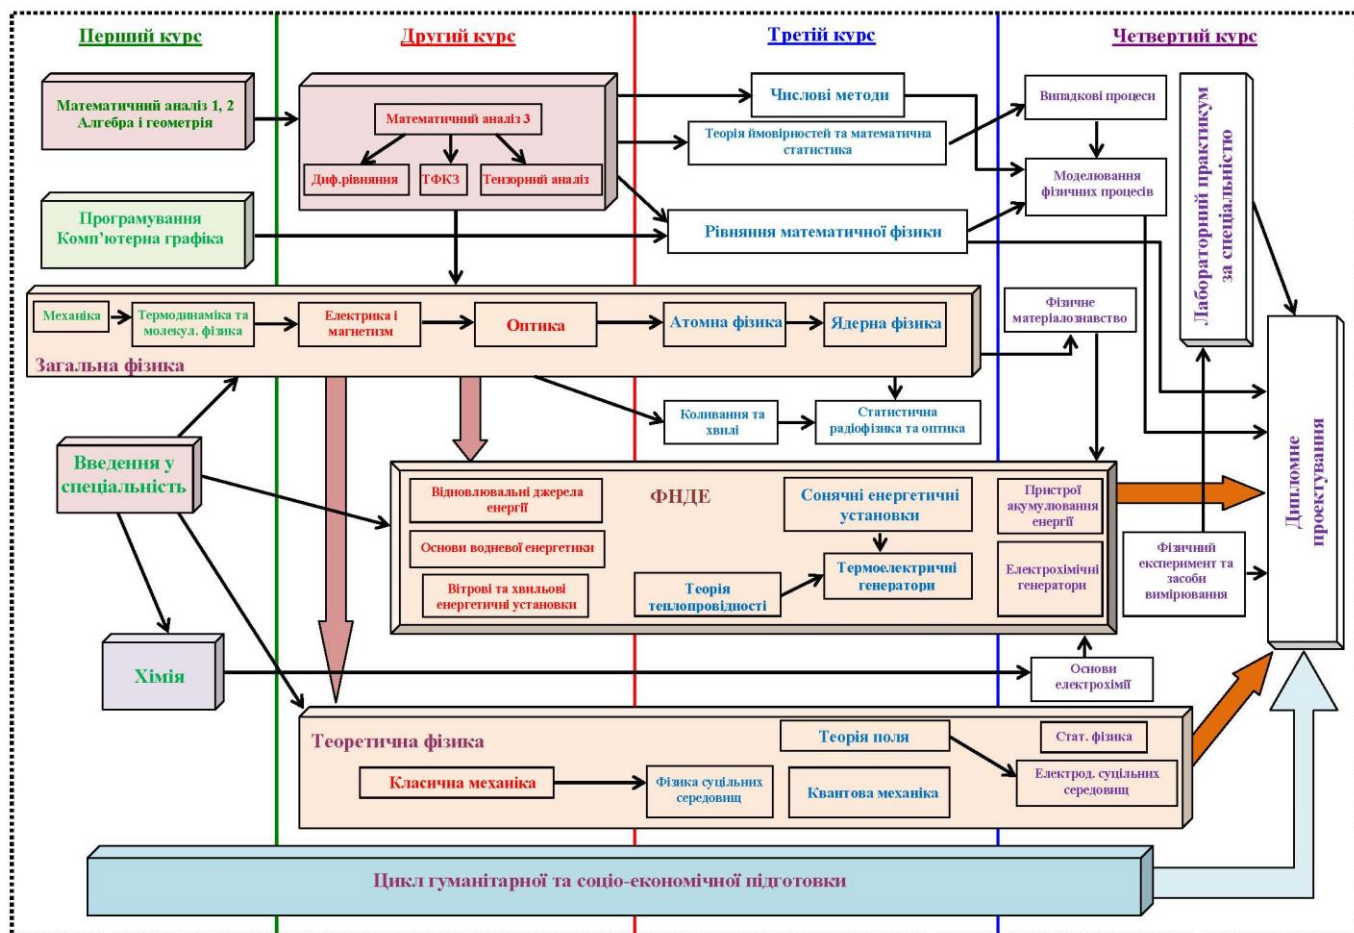 Перший курс
Другий курс
Третій курс
Четвертий курс
Математичний аналіз 1, 2
Алгебра і геометрія
Математичний аналіз 3
Диф.рівняння
ТФКЗ
Тензорний аналіз
Числові методи
Теорія ймовірностей та математична
статистика
Випадкові процеси
Моделювання
фізичних процесів
Лабораторний практикум
за спеціальністю
Програмування
Комп’ютерна графіка
Рівняння математичної фізики
Механіка
Термодинаміка та
молекул. фізика
Електрика і
магнетизм
Оптика
Атомна фізика
Ядерна фізика
Загальна фізика
Фізичне
матеріалознавство
Коливання та
хвилі
Статистична
радіофізика та оптика
Введення у
спеціальність
ФНДЕ
Відновлювальні джерела
енергії
Основи водневої енергетики
Вітрові та хвильові
енергетичні установки
Сонячні енергетичні
установки
Теорія
теплопровідності
Термоелектричні
генератори
Пристрої
акумулювання
енергії
Електрохімічні
генератори
Фізичний
експеримент та
засоби
вимірювання
Дипломне
проектування
Хімія
Основи
електрохімії
Теоретична фізика
Класична механіка
Фізика суцільних
середовищ
Теорія поля
Квантова механіка
Стат. фізика
Електрод. суцільних
середовищ
Цикл гуманітарної та соціо-економічної підготовки